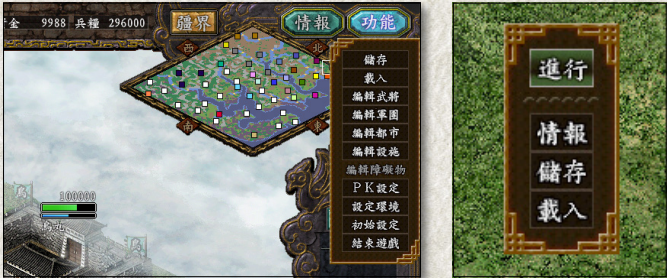 金 9988 兵糧 296000
疆界
情報
功能
西
北
南
東
儲存
載入
編輯武將
編輯軍團
編輯都市
編輯設施
編輯障礙物
PK設定
設定環境
初始設定
結束遊戲
100000
進行
情報
儲存
載入